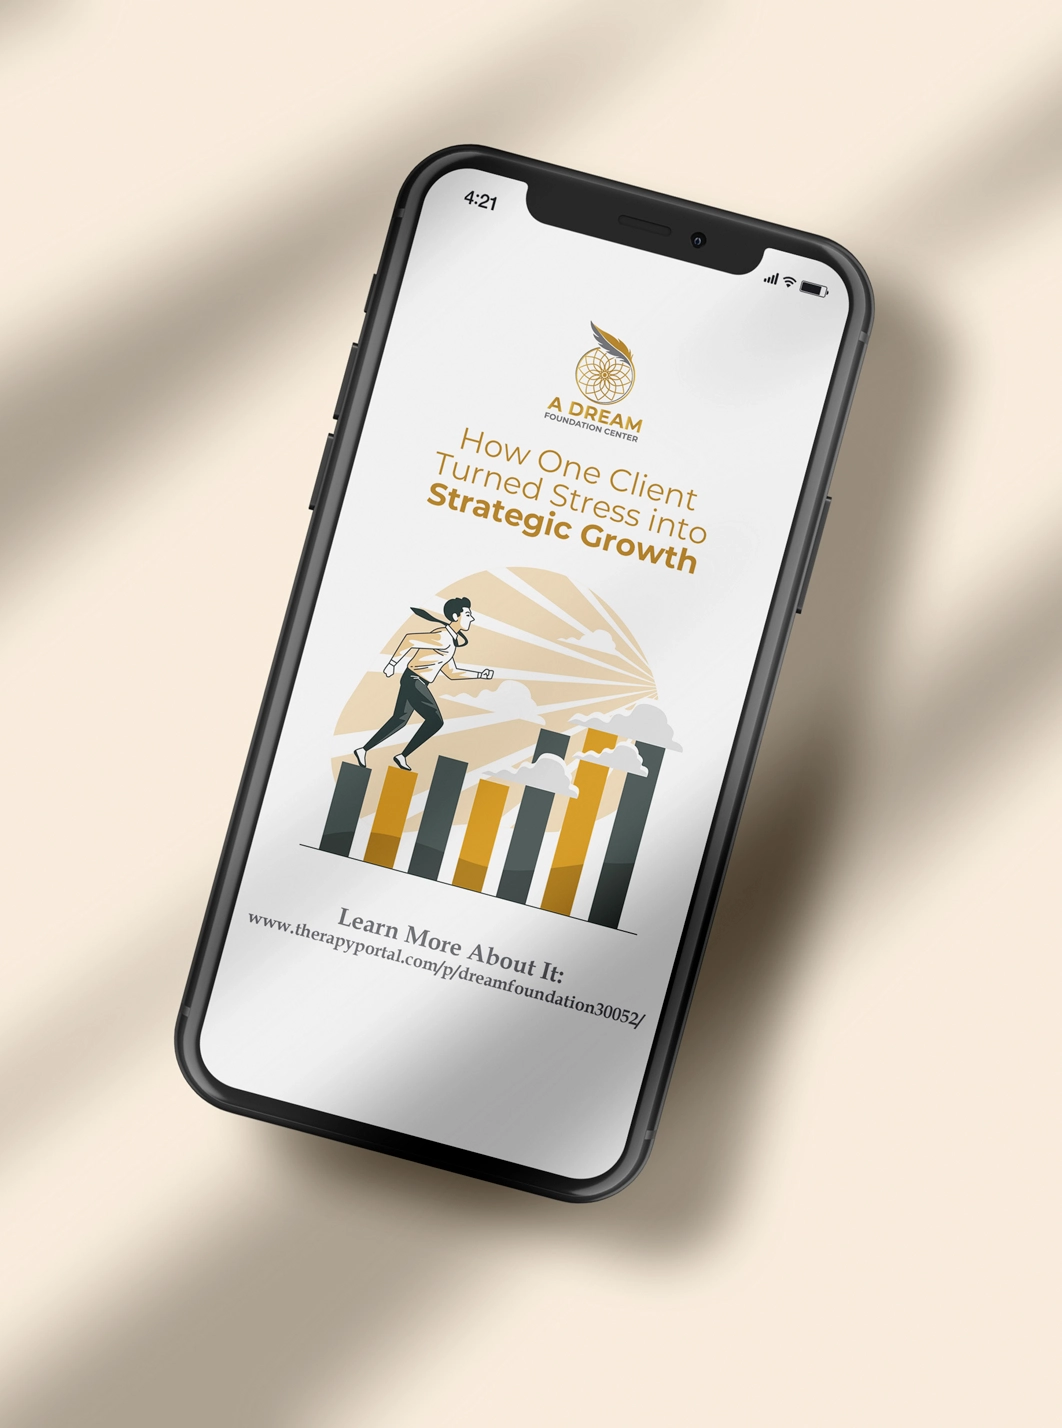 4:21
A DREAM
FOUNDATION CENTER
How One Client
Turned Stress into
Strategic Growth
Learn More About It:
www.therapyportal.com/p/dreamfoundation30052/